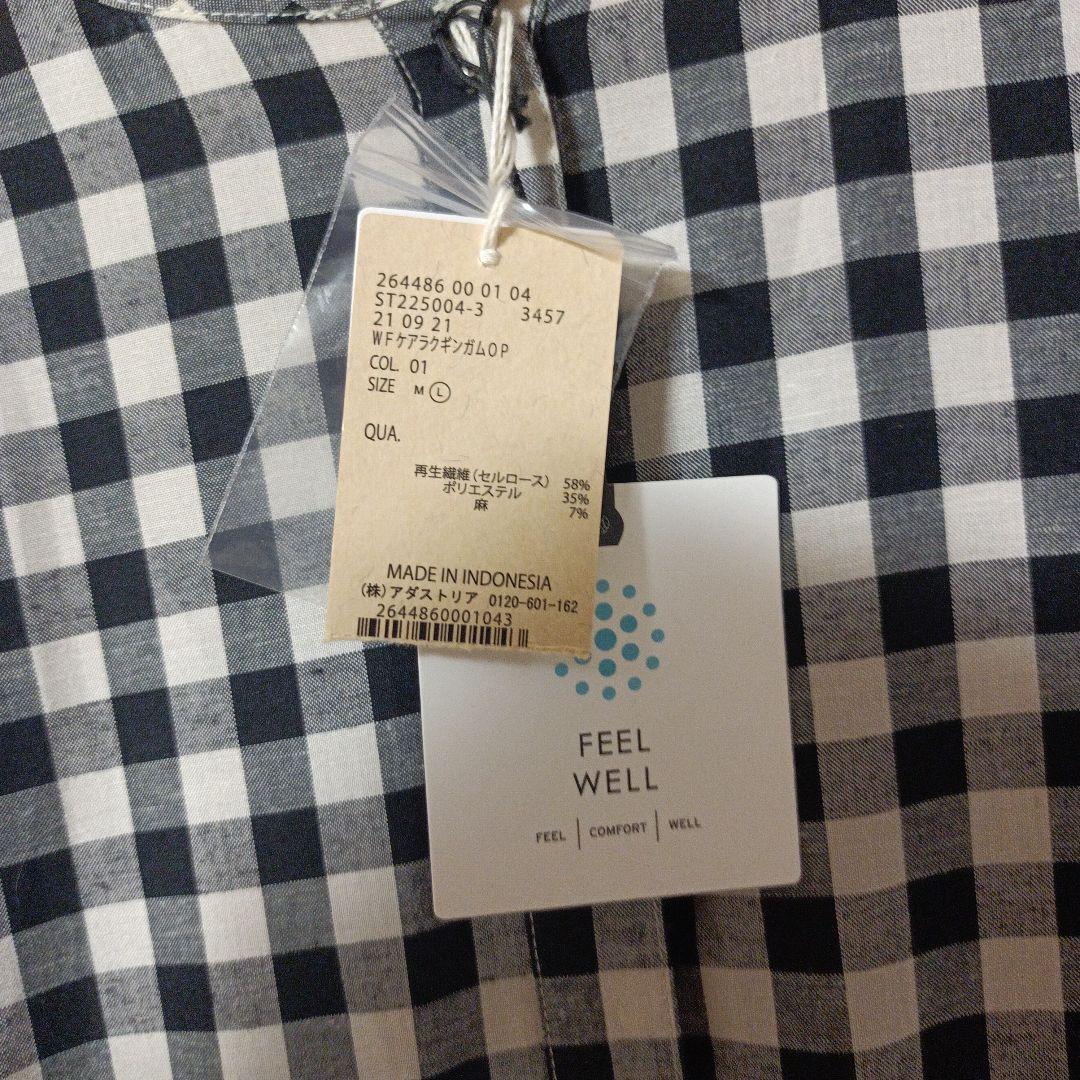 264486 00 01 04
ST225004-3 3457
21 09 21
WFケアラクギンガムOP
COL. 01
SIZE M Ⓛ
QUA.
再生繊維(セルロース) 58%
ポリエステル 35%
麻 7%
MADE IN INDONESIA
(株)アダストリア 0120-601-162
2644860001043
FEEL
WELL
FEEL | COMFORT | WELL